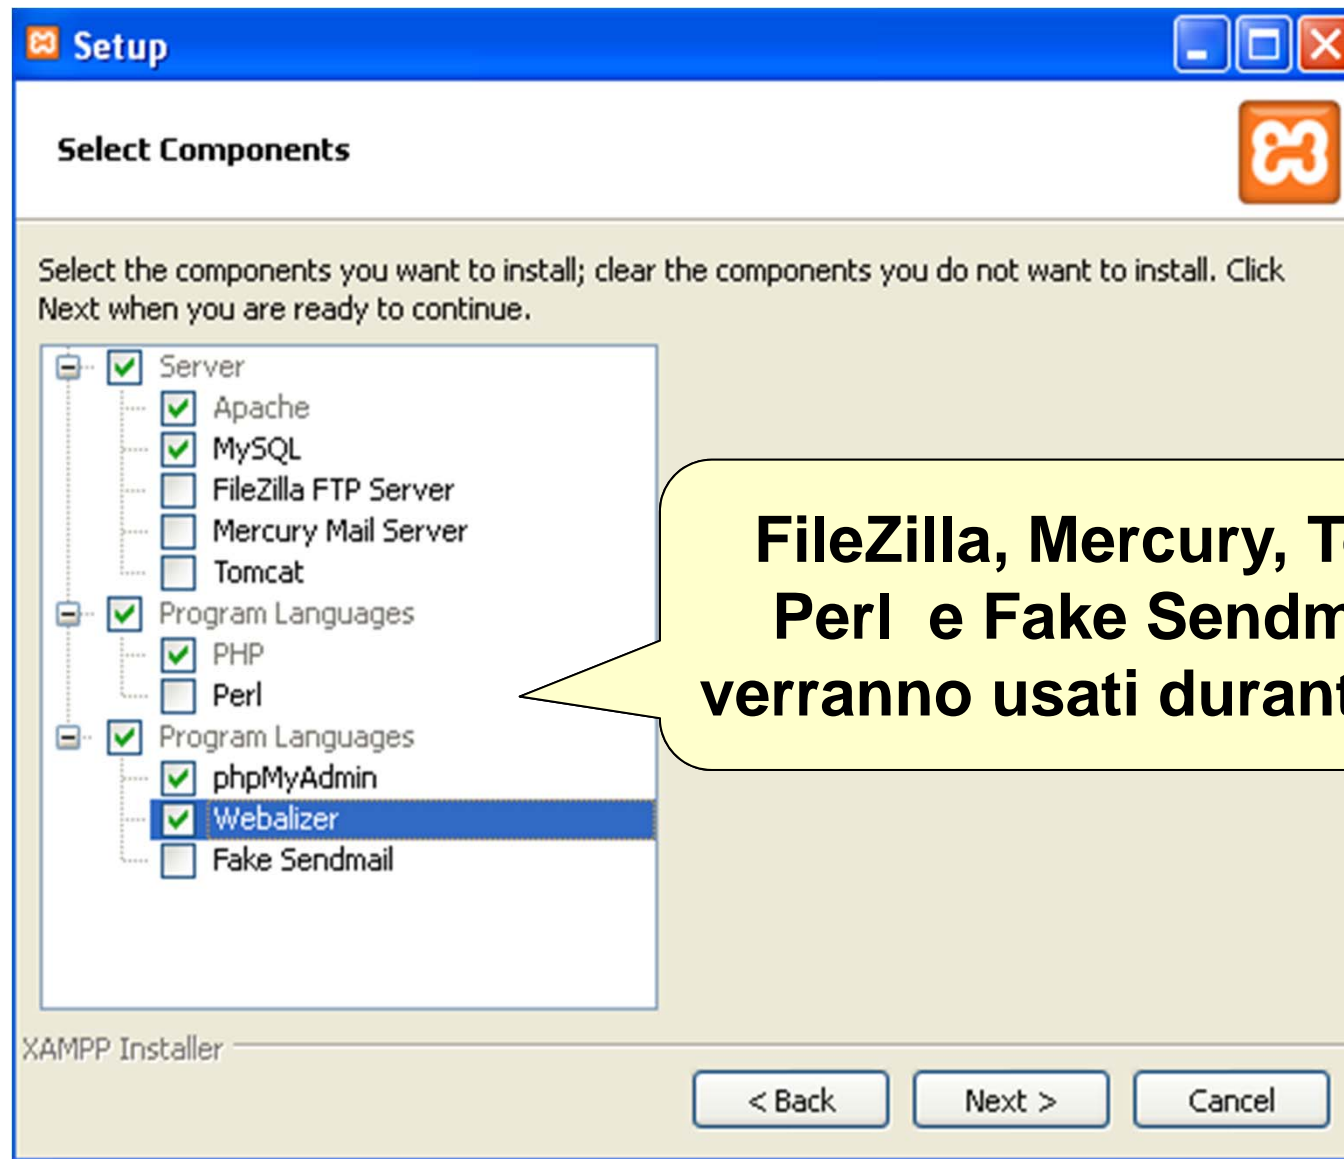 Setup
Select Components
Select the components you want to install; clear the components you do not want to install. Click
Next when you are ready to continue.
Server
Apache
MySQL
FileZilla FTP Server
Mercury Mail Server
Tomcat
Program Languages
PHP
Perl
Program Languages
phpMyAdmin
Webalizer
Fake Sendmail
FileZilla, Mercury,
Perl e Fake
verranno usati
XAMPP Installer
< Back
Next >
Cancel